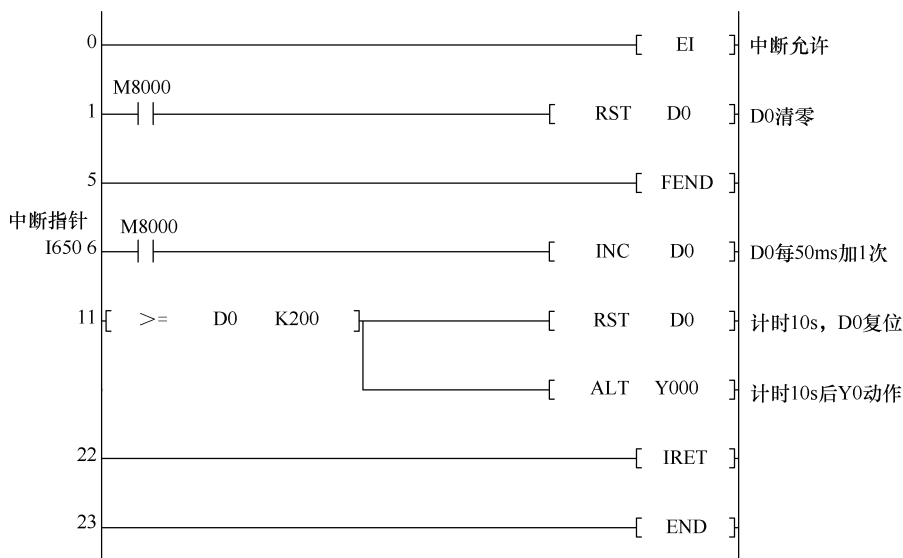 0 [ EI ] 中断允许
M8000
1 [ RST D0 ] D0清零
5 [ FEND ]
中断指针
M8000
I650 6 [ INC D0 ] D0每50ms加1次
11 [ >= D0 K200 ] [ RST D0 ] 计时10s，D0复位
[ ALT Y000 ] 计时10s后Y0动作
22 [ IRET ]
23 [ END ]